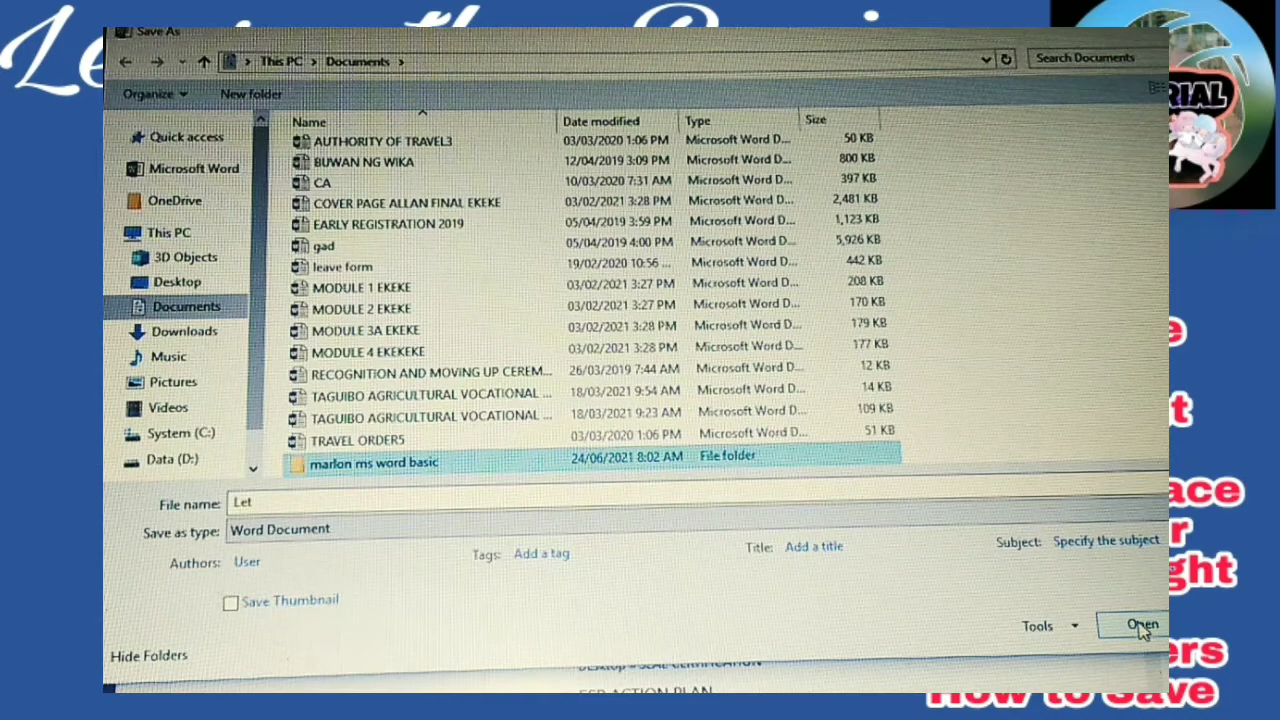 Save As
This PC > Documents >
Search Documents
Organize
New folder
Name Date modified Type Size
Quick access
Microsoft Word
OneDrive
This PC
3D Objects
Desktop
Documents
Downloads
Music
Pictures
Videos
System (C:)
Data (D:)
AUTHORITY OF TRAVEL3 03/03/2020 1:06 PM Microsoft Word D... 50 KB
BUWAN NG WIKA 12/04/2019 3:09 PM Microsoft Word D... 800 KB
CA 10/03/2020 7:31 AM Microsoft Word D... 397 KB
COVER PAGE ALLAN FINAL EKEKE 03/02/2021 3:28 PM Microsoft Word D... 2,481 KB
EARLY REGISTRATION 2019 05/04/2019 3:59 PM Microsoft Word D... 1,123 KB
gad 05/04/2019 4:00 PM Microsoft Word D... 5,926 KB
leave form 19/02/2020 10:56 ... Microsoft Word D... 442 KB
MODULE 1 EKEKE 03/02/2021 3:27 PM Microsoft Word D... 208 KB
MODULE 2 EKEKE 03/02/2021 3:27 PM Microsoft Word D... 170 KB
MODULE 3A EKEKE 03/02/2021 3:28 PM Microsoft Word D... 179 KB
MODULE 4 EKEKEKE 03/02/2021 3:28 PM Microsoft Word D... 177 KB
RECOGNITION AND MOVING UP CEREM... 26/03/2019 7:44 AM Microsoft Word D... 12 KB
TAGUIBO AGRICULTURAL VOCATIONAL ... 18/03/2021 9:54 AM Microsoft Word D... 14 KB
TAGUIBO AGRICULTURAL VOCATIONAL ... 18/03/2021 9:23 AM Microsoft Word D... 109 KB
TRAVEL ORDERS 03/03/2020 1:06 PM Microsoft Word D... 51 KB
marlon ms word basic 24/06/2021 8:02 AM File folder
File name: Let
Save as type: Word Document
Authors: User
Tags: Add a tag
Title: Add a title
Subject: Specify the subject
Save Thumbnail
Tools
Open
Hide Folders
ESP ACTION PLAN
How to Save